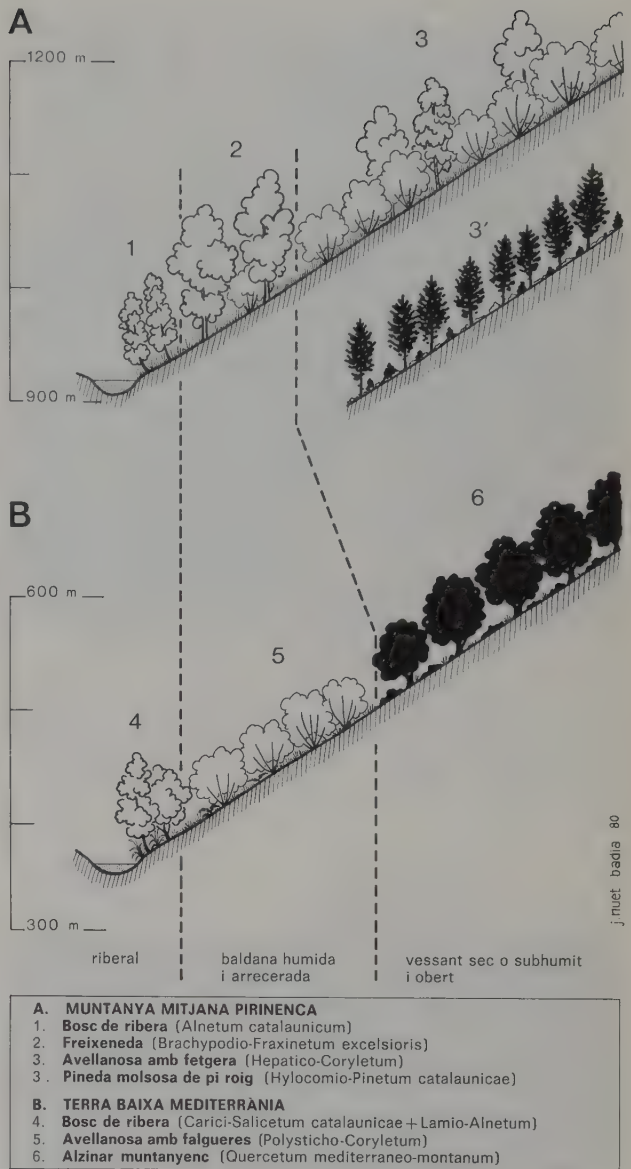 A
1200 m
3
2
1
3'
900 m
B
6
600 m
5
4
j. nuet badia 80
300 m
riberal
baldana humida
i arrecerada
vessant sec o subhumit
i obert
A. MUNTANYA MITJANA PIRINENCA
1. Bosc de ribera (Alnetum catalaunicum)
2. Freixeneda (Brachypodio-Fraxinetum excelsioris)
3. Avellanosa amb fetgera (Hepatico-Coryletum)
3 . Pineda molsosa de pi roig (Hylocomio-Pinetum catalaunicae)
B. TERRA BAIXA MEDITERRÀNIA
4. Bosc de ribera (Carici-Salicetum catalaunicae + Lamio-Alnetum)
5. Avellanosa amb falgueres (Polysticho-Coryletum)
6. Alzinar muntanyenc (Quercetum mediterraneo-montanum)